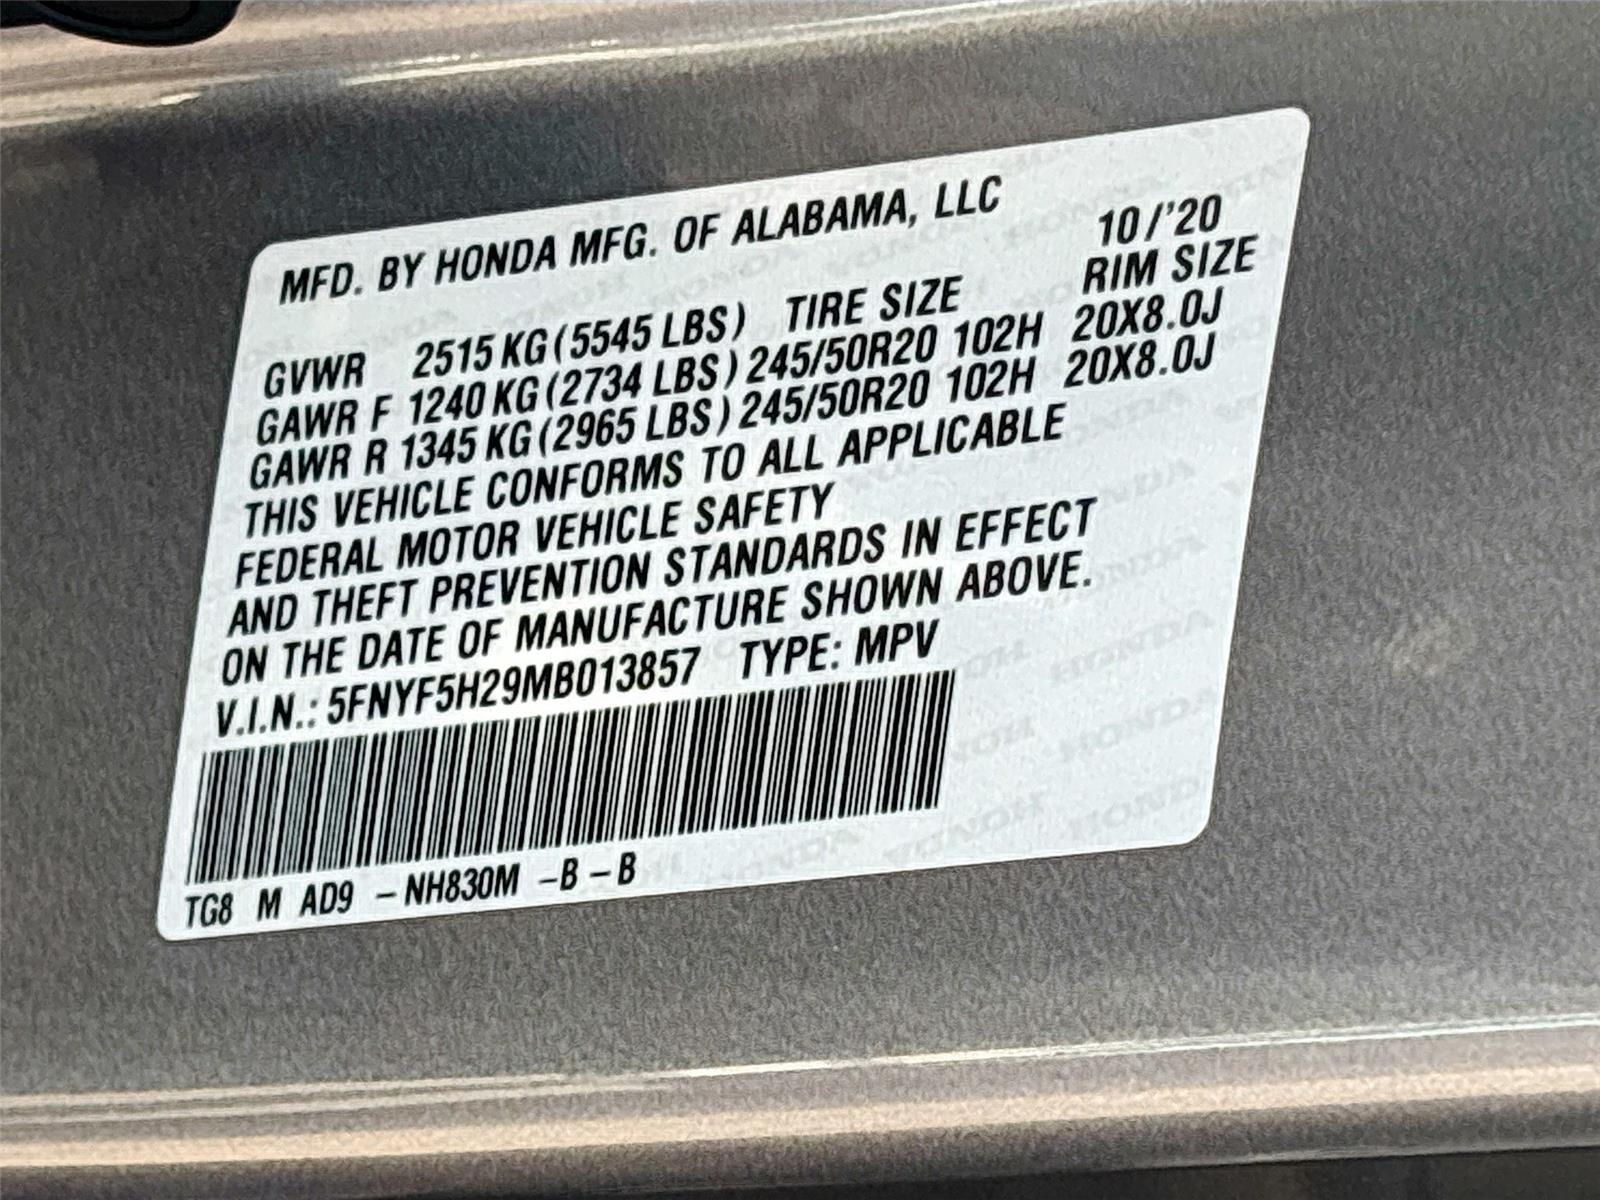 MFD. BY HONDA MFG. OF ALABAMA, LLC
10/'20
GVWR 2515 KG (5545 LBS) TIRE SIZE RIM SIZE
GAWR F 1240 KG (2734 LBS) 245/50R20 102H 20X8.0J
GAWR R 1345 KG (2965 LBS) 245/50R20 102H 20X8.0J
THIS VEHICLE CONFORMS TO ALL APPLICABLE
FEDERAL MOTOR VEHICLE SAFETY
AND THEFT PREVENTION STANDARDS IN EFFECT
ON THE DATE OF MANUFACTURE SHOWN ABOVE.
V.I.N.: 5FNYF5H29MB013857 TYPE: MPV
TG8 M AD9 – NH830M –B – B